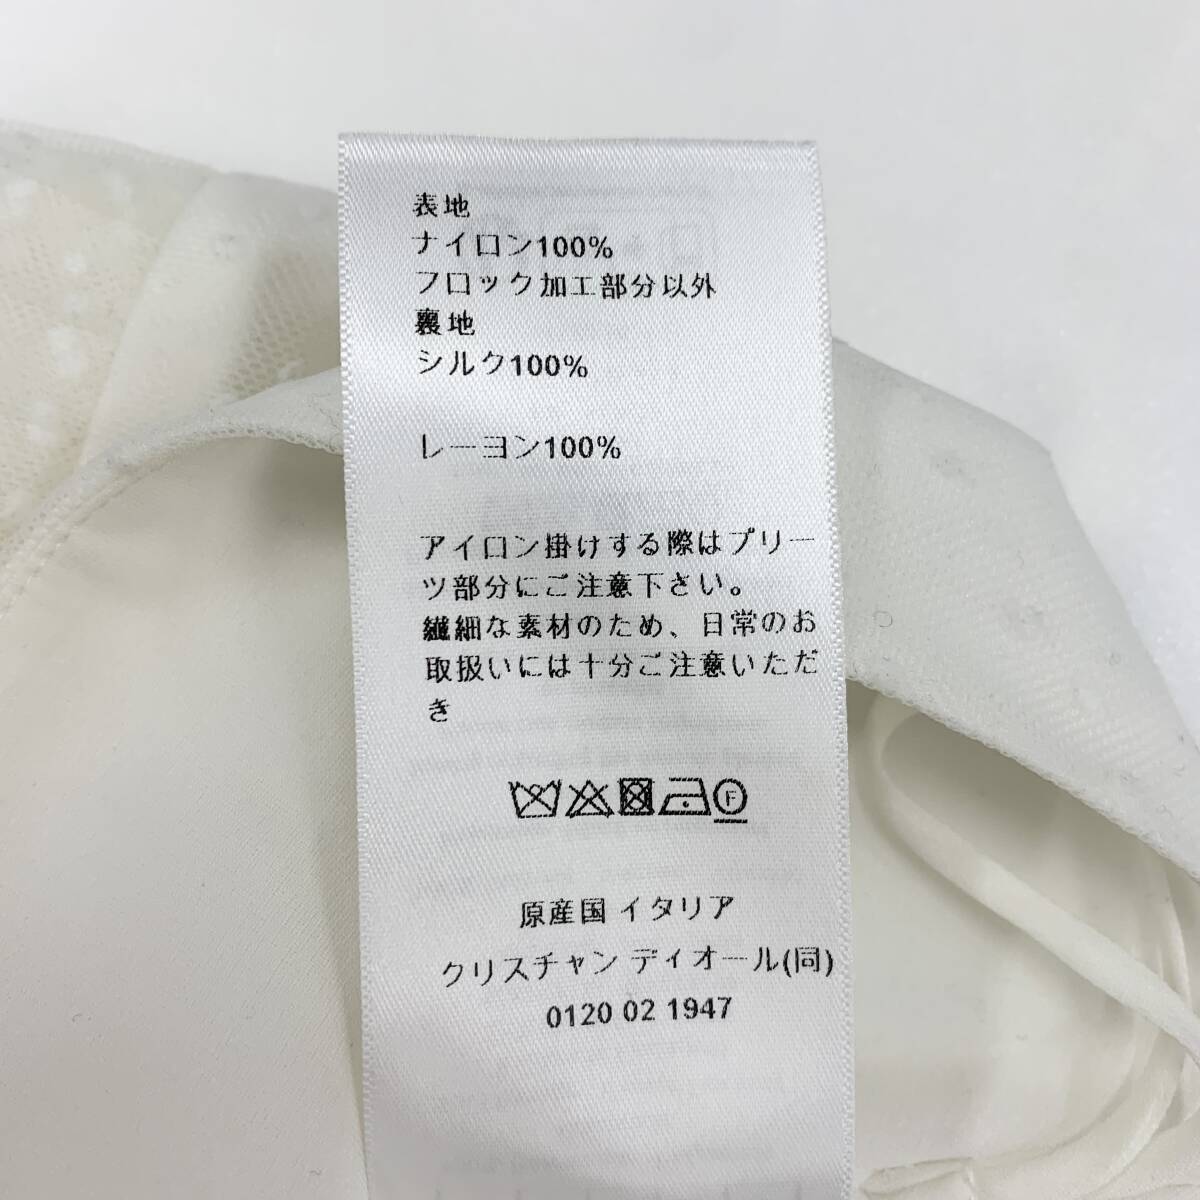 表地
ナイロン100%
フロック加工部分以外
裏地
シルク100%
レーヨン100%
アイロン掛けする際はプリー
ツ部分にご注意下さい。
繊細な素材のため、日常のお
取扱いには十分ご注意いただ
き
F
原産国 イタリア
クリスチャン ディオール(同)
0120 02 1947